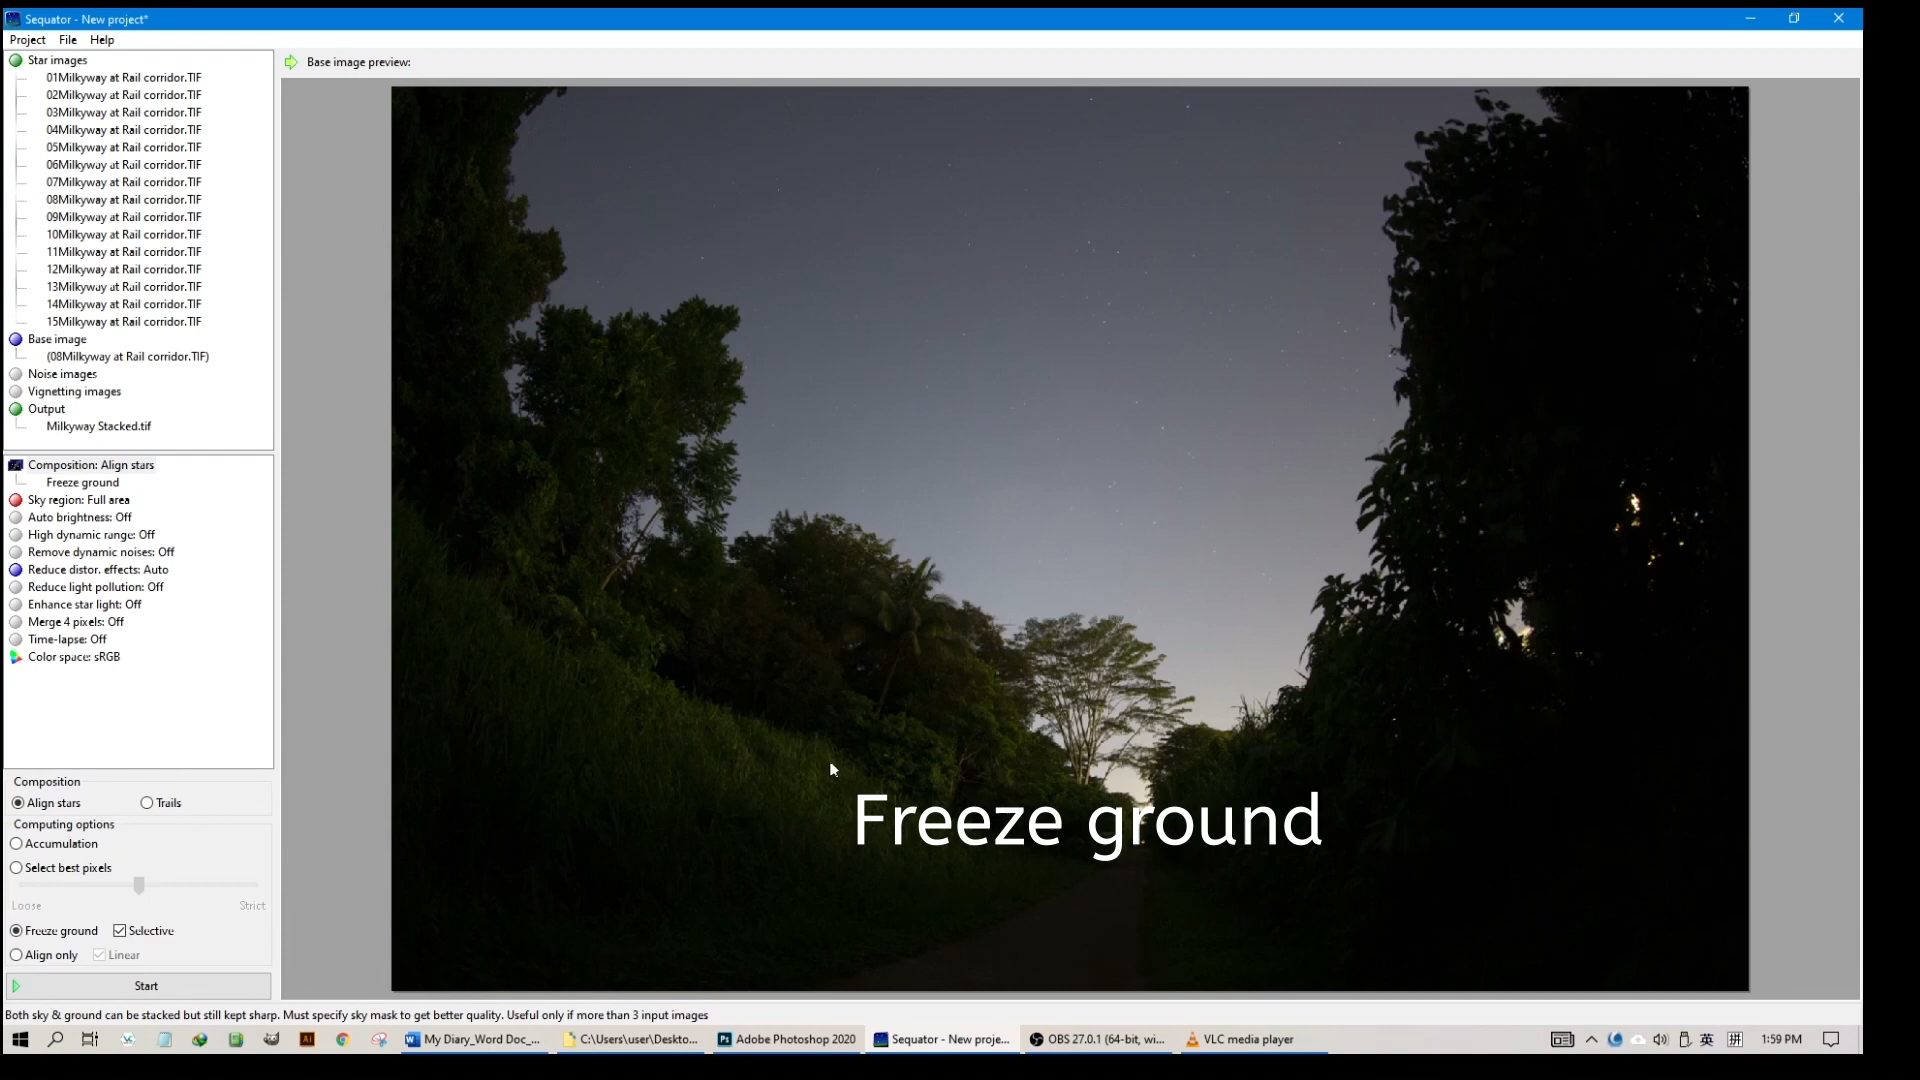 Sequator - New project*
Project File Help
Star images
01Milkyway at Rail corridor.TIF
02Milkyway at Rail corridor.TIF
03Milkyway at Rail corridor.TIF
04Milkyway at Rail corridor.TIF
05Milkyway at Rail corridor.TIF
06Milkyway at Rail corridor.TIF
07Milkyway at Rail corridor.TIF
08Milkyway at Rail corridor.TIF
09Milkyway at Rail corridor.TIF
10Milkyway at Rail corridor.TIF
11Milkyway at Rail corridor.TIF
12Milkyway at Rail corridor.TIF
13Milkyway at Rail corridor.TIF
14Milkyway at Rail corridor.TIF
15Milkyway at Rail corridor.TIF
Base image
(08Milkyway at Rail corridor.TIF)
Noise images
Vignetting images
Output
Milkyway Stacked.tif
Composition: Align stars
Freeze ground
Sky region: Full area
Auto brightness: Off
High dynamic range: Off
Remove dynamic noises: Off
Reduce distor. effects: Auto
Reduce light pollution: Off
Enhance star light: Off
Merge 4 pixels: Off
Time-lapse: Off
Color space: sRGB
Composition
Align stars Trails
Computing options
Accumulation
Select best pixels
Loose Strict
Freeze ground Selective
Align only Linear
Start
Base image preview:
Freeze ground
Both sky & ground can be stacked but still kept sharp. Must specify sky mask to get better quality. Useful only if more than 3 input images
My Diary_Word Doc_... C:\Users\user\Deskto... Adobe Photoshop 2020 Sequator - New proje... OBS 27.0.1 (64-bit, wi... VLC media player 英 拼 1:59 PM